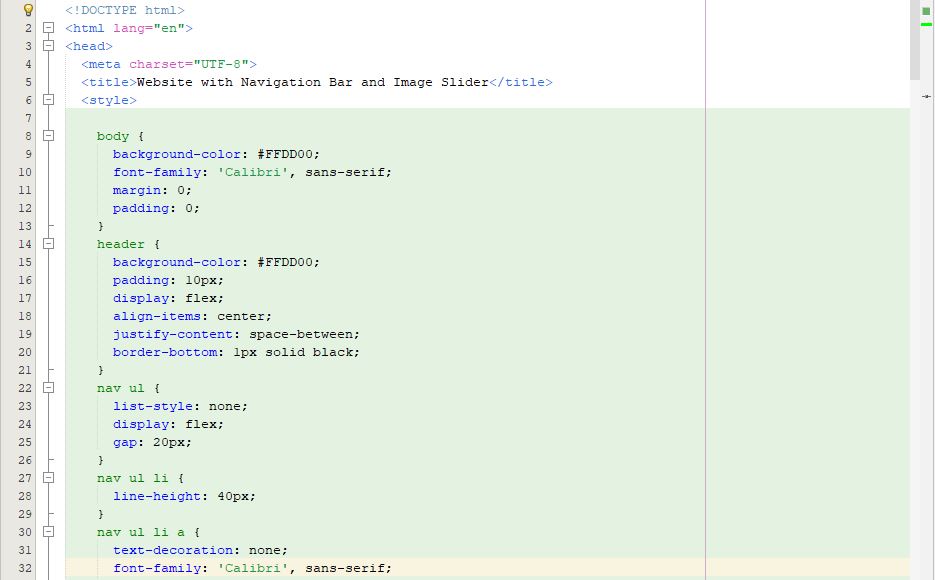 <!DOCTYPE html>
2 <html lang="en">
3 <head>
4 <meta charset="UTF-8">
5 <title>Website with Navigation Bar and Image Slider</title>
6 <style>
7
8 body {
9 background-color: #FFDD00;
10 font-family: 'Calibri', sans-serif;
11 margin: 0;
12 padding: 0;
13 }
14 header {
15 background-color: #FFDD00;
16 padding: 10px;
17 display: flex;
18 align-items: center;
19 justify-content: space-between;
20 border-bottom: 1px solid black;
21 }
22 nav ul {
23 list-style: none;
24 display: flex;
25 gap: 20px;
26 }
27 nav ul li {
28 line-height: 40px;
29 }
30 nav ul li a {
31 text-decoration: none;
32 font-family: 'Calibri', sans-serif;